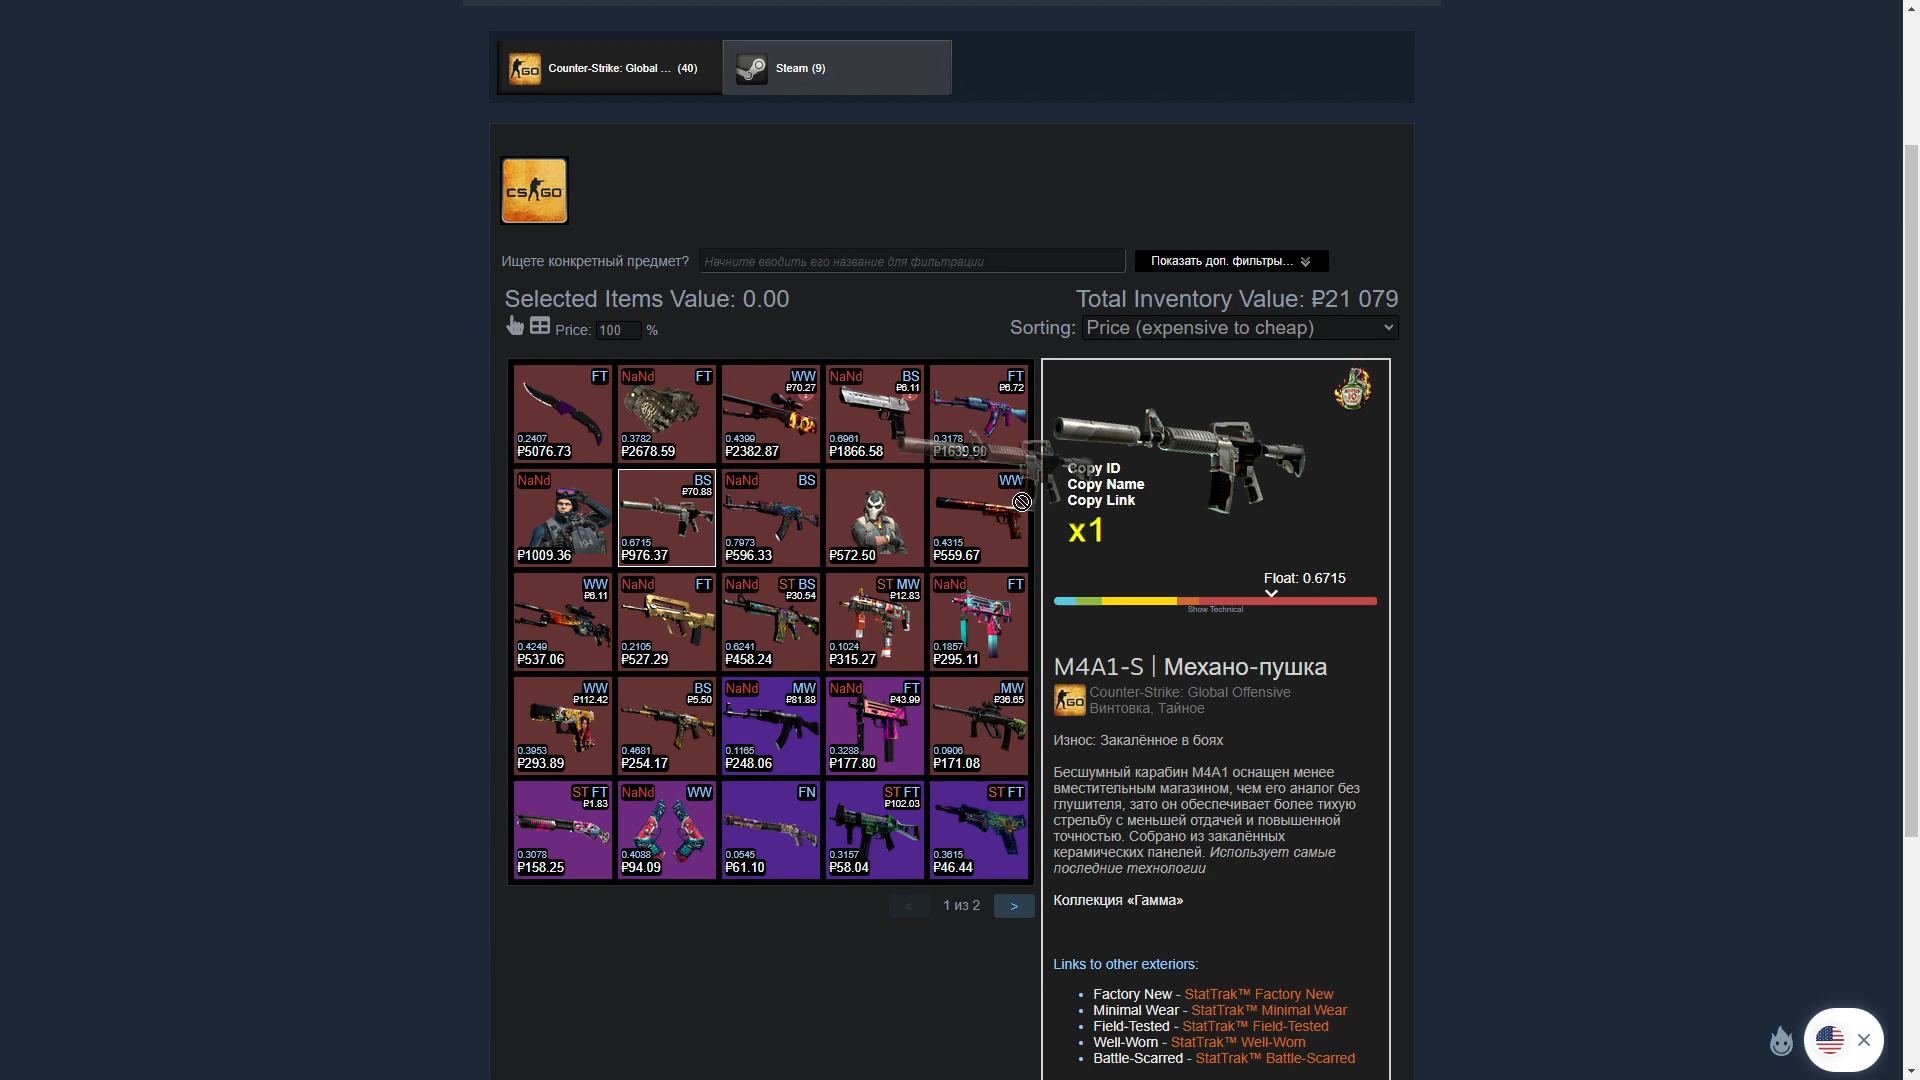 Counter-Strike: Global ... (40)
Steam (9)
CS GO
Ищете конкретный предмет?
Начните вводить его название для фильтрации
Показать доп. фильтры...
Selected Items Value: 0.00
Total Inventory Value: ₽21 079
Price: 100 %
Sorting: Price (expensive to cheap)
FT
0.2407
₽5076.73
NaNd FT
0.3782
₽2678.59
WW
₽70.27
0.4399
₽2382.87
NaNd BS
₽6.11
0.6961
₽1866.58
FT
₽6.72
0.3178
₽1639.90
NaNd
₽1009.36
BS
₽70.88
0.6715
₽976.37
NaNd BS
0.7973
₽596.33
₽572.50
WW
0.4315
₽559.67
WW
₽6.11
0.4249
₽537.06
NaNd FT
0.2105
₽527.29
NaNd ST BS
₽30.54
0.6241
₽458.24
ST MW
₽12.83
0.1024
₽315.27
NaNd FT
0.1857
₽295.11
WW
₽112.42
0.3953
₽293.89
BS
₽5.50
0.4681
₽254.17
NaNd MW
₽81.88
0.1165
₽248.06
NaNd FT
₽43.99
0.3288
₽177.80
MW
₽36.65
0.0906
₽171.08
ST FT
₽1.83
0.3078
₽158.25
NaNd WW
0.4088
₽94.09
FN
0.0545
₽61.10
ST FT
₽102.03
0.3157
₽58.04
ST FT
0.3615
₽46.44
< 1 из 2 >
Copy ID
Copy Name
Copy Link
x1
Float: 0.6715
Show Technical
M4A1-S | Механо-пушка
Counter-Strike: Global Offensive
Винтовка, Тайное
Износ: Закалённое в боях
Бесшумный карабин M4A1 оснащен менее
вместительным магазином, чем его аналог без
глушителя, зато он обеспечивает более тихую
стрельбу с меньшей отдачей и повышенной
точностью. Собрано из закалённых
керамических панелей. Использует самые
последние технологии
Коллекция «Гамма»
Links to other exteriors:
Factory New - StatTrak™ Factory New
Minimal Wear - StatTrak™ Minimal Wear
Field-Tested - StatTrak™ Field-Tested
Well-Worn - StatTrak™ Well-Worn
Battle-Scarred - StatTrak™ Battle-Scarred